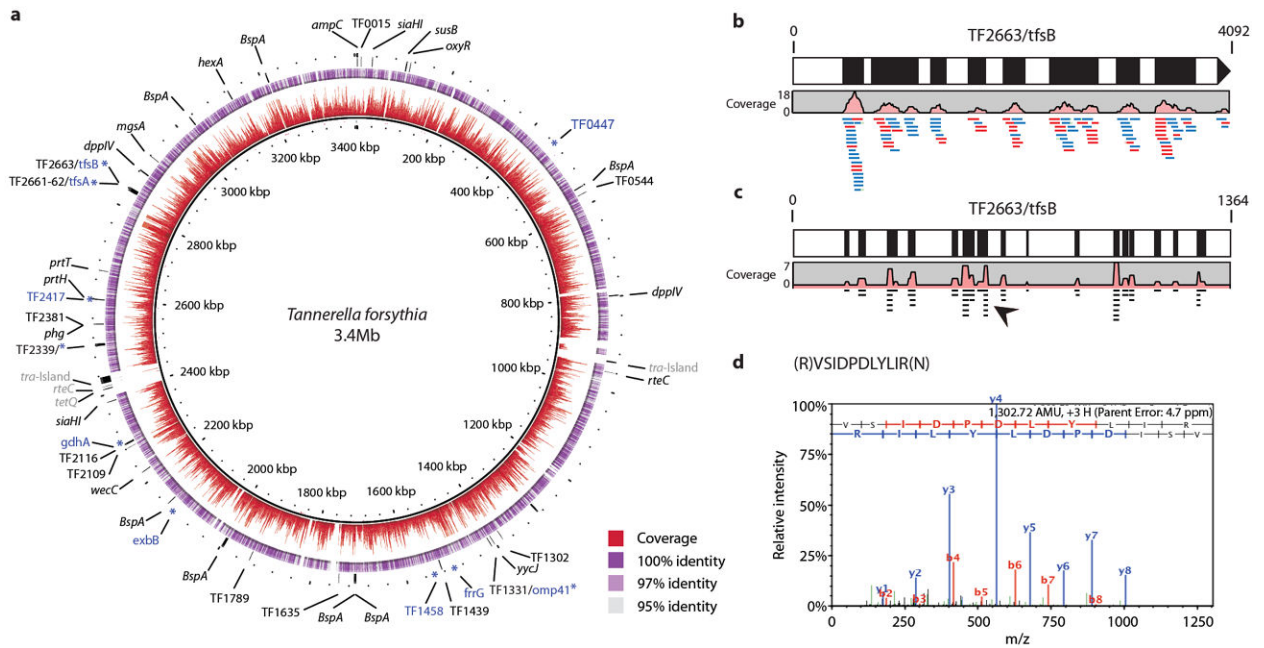 a
ampC
TF0015
siaHI
susB
oxyR
BspA
hexA
BspA
mgsA
dppIV
TF2663/tfsB *
TF2661-62/tfsA *
prtT
prtH
TF2417 *
TF2381
phg
TF2339/*
tra-Island
rteC
tetQ
siaHI
gdhA *
TF2116
TF2109
wecC
BspA
*
exbB
BspA
TF1789
TF1635
BspA
BspA
*
TF1458
TF1439
*
frrG
TF1331/omp41*
yycJ
TF1302
rteC
tra-Island
dppIV
TF0544
BspA
*
TF0447
3400 kbp
200 kbp
400 kbp
600 kbp
800 kbp
1000 kbp
1200 kbp
1400 kbp
1600 kbp
1800 kbp
2000 kbp
2200 kbp
2400 kbp
2600 kbp
2800 kbp
3000 kbp
3200 kbp
Tannerella forsythia
3.4Mb
Coverage
100% identity
97% identity
95% identity
b
0
TF2663/tfsB
4092
Coverage
18
0
c
0
TF2663/tfsB
1364
Coverage
7
0
d
(R)VSIDPDLYLIR(N)
1,302.72 AMU, +3 H (Parent Error: 4.7 ppm)
V S I D P D L Y L I R
R I L Y L D P D I S V
Relative intensity
100%
75%
50%
25%
0%
y1
b2
y2
b3
y3
b4
b5
y4
b6
y5
b7
y6
y7
b8
y8
0
250
500
750
1000
1250
m/z